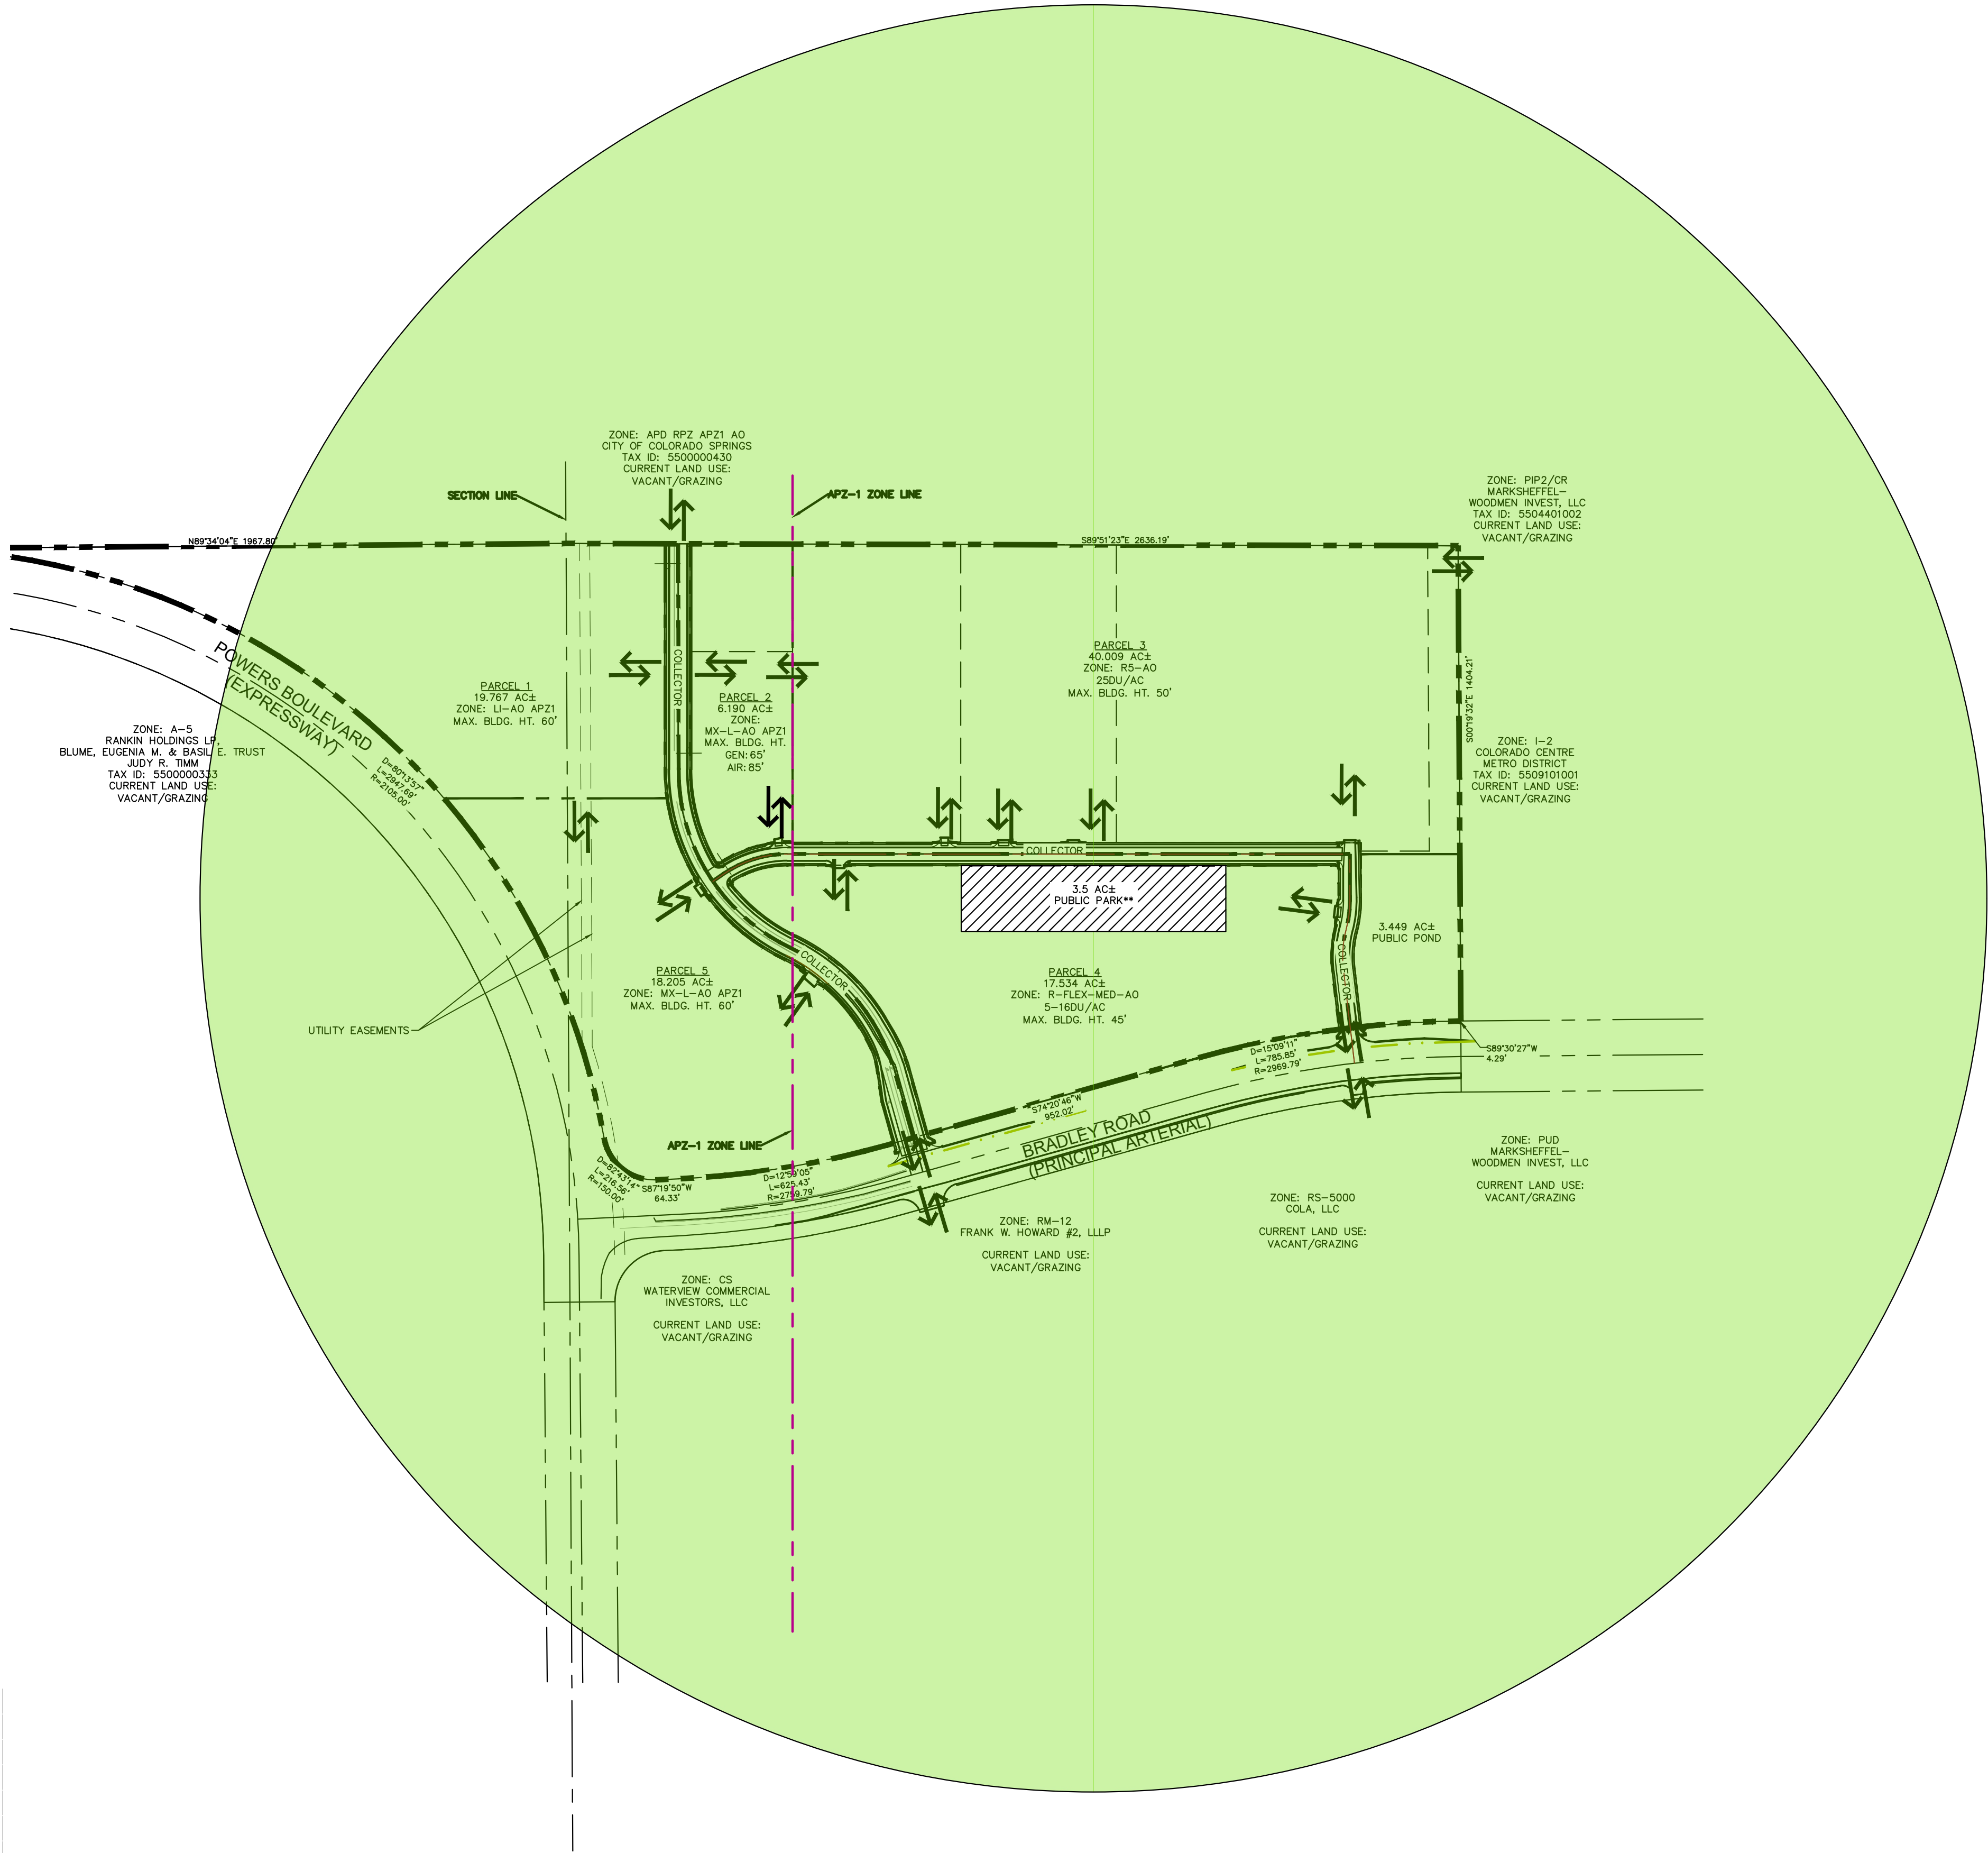 ZONE: APD RPZ APZ1 AO
CITY OF COLORADO SPRINGS
TAX ID: 5500000430
CURRENT LAND USE:
VACANT/GRAZING
SECTION LINE
APZ-1 ZONE LINE
ZONE: PIP2/CR
MARKSHEFFEL-
WOODMEN INVEST, LLC
TAX ID: 5504401002
CURRENT LAND USE:
VACANT/GRAZING
N89°34'04"E 1967.80'
S89°51'23"E 2636.19'
S00°19'32"E 1404.21'
POWERS BOULEVARD
(EXPRESSWAY)
D=80°13'57"
L=2947.69'
R=2105.00'
ZONE: A-5
RANKIN HOLDINGS LP,
BLUME, EUGENIA M. & BASIL E. TRUST
JUDY R. TIMM
TAX ID: 5500000333
CURRENT LAND USE:
VACANT/GRAZING
PARCEL 1
19.767 AC±
ZONE: LI-AO APZ1
MAX. BLDG. HT. 60'
COLLECTOR
PARCEL 2
6.190 AC±
ZONE:
MX-L-AO APZ1
MAX. BLDG. HT.
GEN: 65'
AIR: 85'
PARCEL 3
40.009 AC±
ZONE: R5-AO
25DU/AC
MAX. BLDG. HT. 50'
ZONE: I-2
COLORADO CENTRE
METRO DISTRICT
TAX ID: 5509101001
CURRENT LAND USE:
VACANT/GRAZING
COLLECTOR
3.5 AC±
PUBLIC PARK**
3.449 AC±
PUBLIC POND
COLLECTOR
COLLECTOR
PARCEL 5
18.205 AC±
ZONE: MX-L-AO APZ1
MAX. BLDG. HT. 60'
PARCEL 4
17.534 AC±
ZONE: R-FLEX-MED-AO
5-16DU/AC
MAX. BLDG. HT. 45'
UTILITY EASEMENTS
D=15°09'11"
L=785.85'
R=2969.79'
S89°30'27"W
4.29'
S74°20'46"W
952.02'
BRADLEY ROAD
(PRINCIPAL ARTERIAL)
APZ-1 ZONE LINE
D=82°43'14"
L=216.56'
R=150.00'
S87°19'50"W
64.33'
D=12°59'05"
L=625.43'
R=2759.79'
ZONE: PUD
MARKSHEFFEL-
WOODMEN INVEST, LLC
CURRENT LAND USE:
VACANT/GRAZING
ZONE: RS-5000
COLA, LLC
CURRENT LAND USE:
VACANT/GRAZING
ZONE: RM-12
FRANK W. HOWARD #2, LLLP
CURRENT LAND USE:
VACANT/GRAZING
ZONE: CS
WATERVIEW COMMERCIAL
INVESTORS, LLC
CURRENT LAND USE:
VACANT/GRAZING